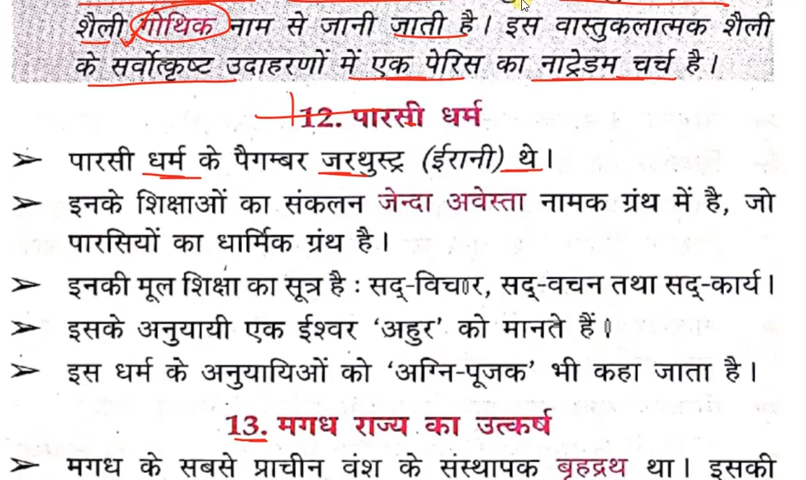 शैली गोथिक नाम से जानी जाती है। इस वास्तुकलात्मक शैली
के सर्वोत्कृष्ट उदाहरणों में एक पेरिस का नाट्रेडम चर्च है।
12. पारसी धर्म
➤ पारसी धर्म के पैगम्बर जरथुस्ट्र (ईरानी) थे।
➤ इनके शिक्षाओं का संकलन जेन्दा अवेस्ता नामक ग्रंथ में है, जो
पारसियों का धार्मिक ग्रंथ है।
➤ इनकी मूल शिक्षा का सूत्र है : सद्-विचार, सद्-वचन तथा सद्-कार्य।
➤ इसके अनुयायी एक ईश्वर ‘अहुर’ को मानते हैं।
➤ इस धर्म के अनुयायिओं को ‘अग्नि-पूजक’ भी कहा जाता है।
13. मगध राज्य का उत्कर्ष
➤ मगध के सबसे प्राचीन वंश के संस्थापक बृहद्रथ था। इसकी